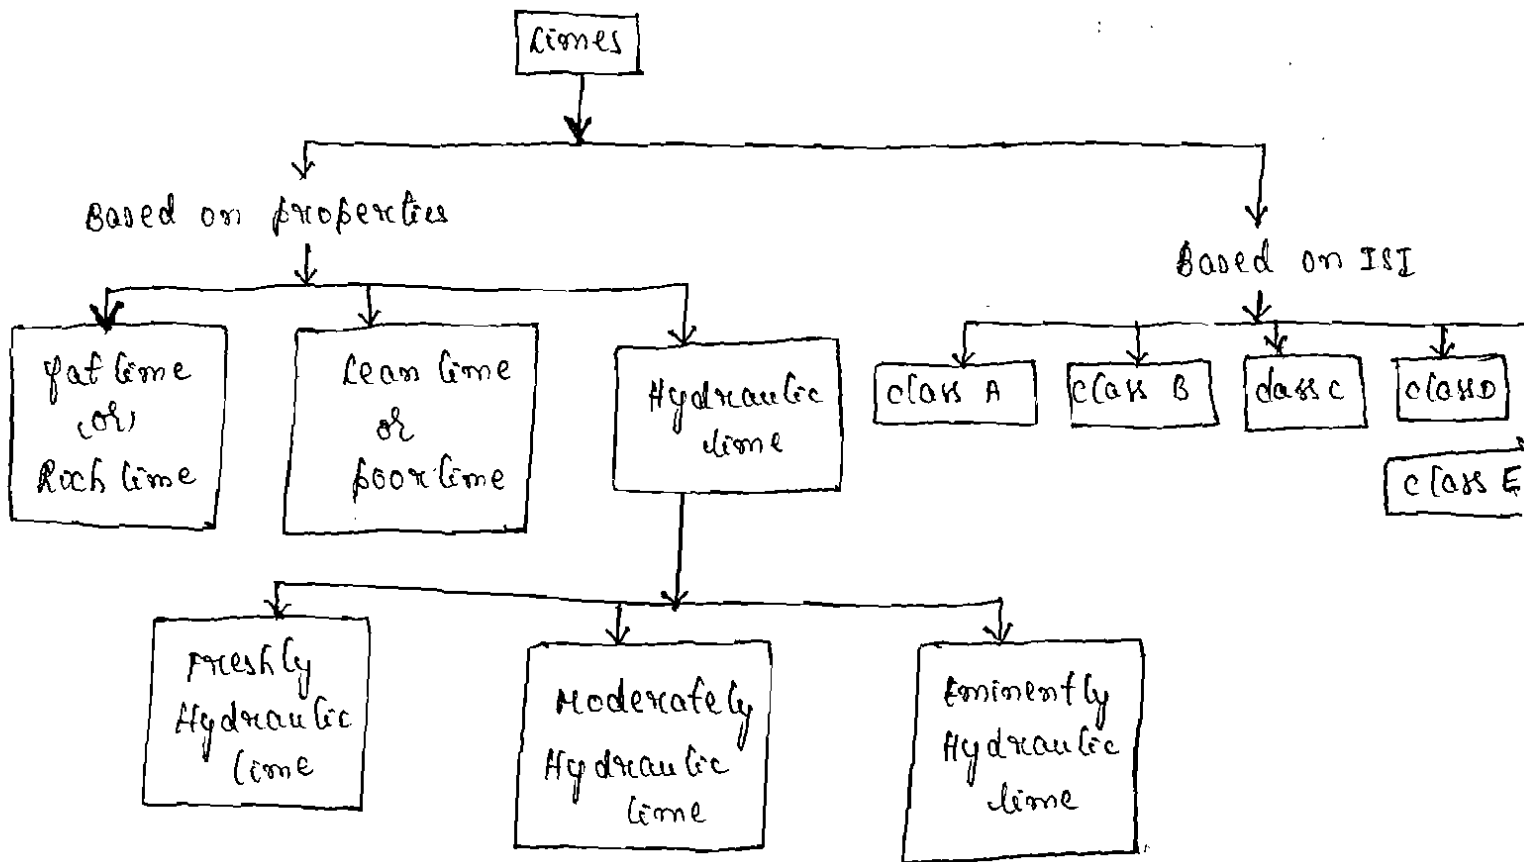 Limes
Based on properties
Based on ISI
Fat lime
(or)
Rich lime
Lean lime
or
poor lime
Hydraulic
lime
class A
class B
class C
class D
class E
Freshly
Hydraulic
lime
Moderately
Hydraulic
lime
Eminently
Hydraulic
lime